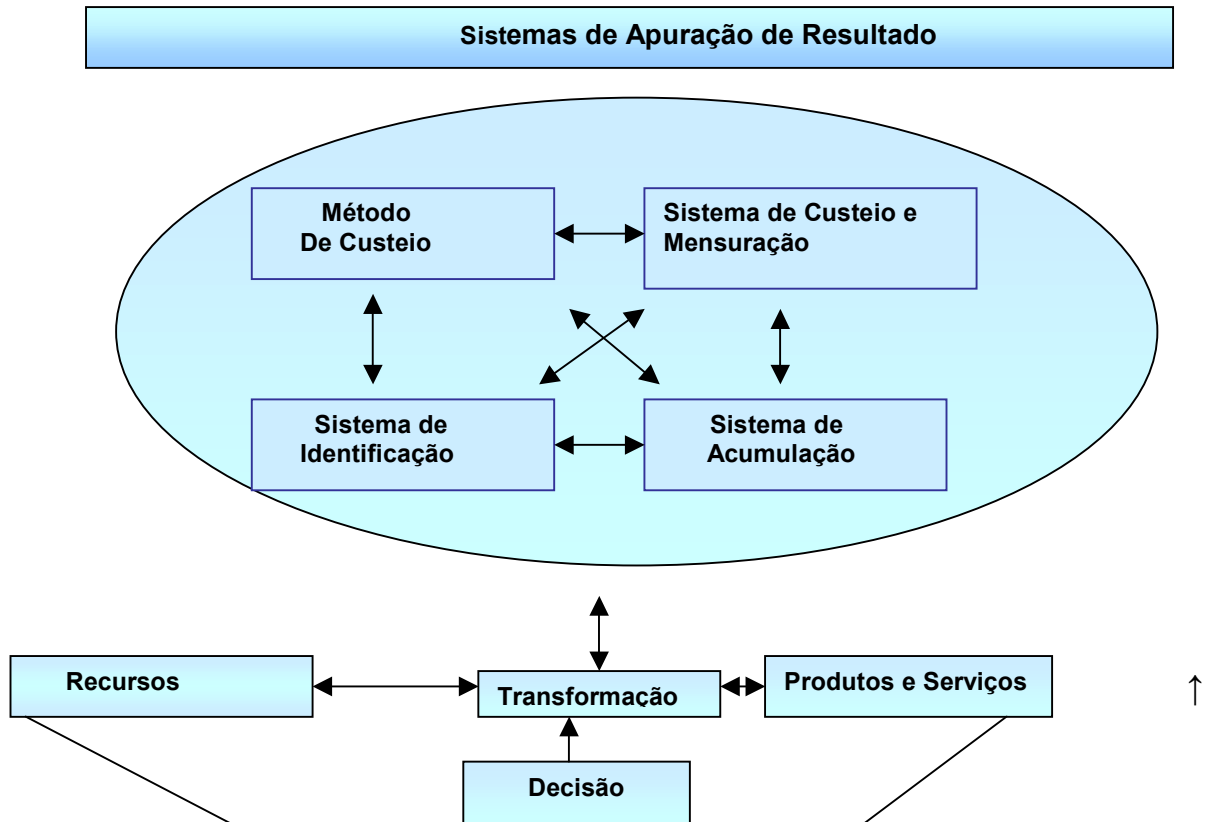 Sistemas de Apuração de Resultado
Método
De Custeio
Sistema de Custeio e
Mensuração
Sistema de
Identificação
Sistema de
Acumulação
Recursos
Transformação
Produtos e Serviços
↑
Decisão